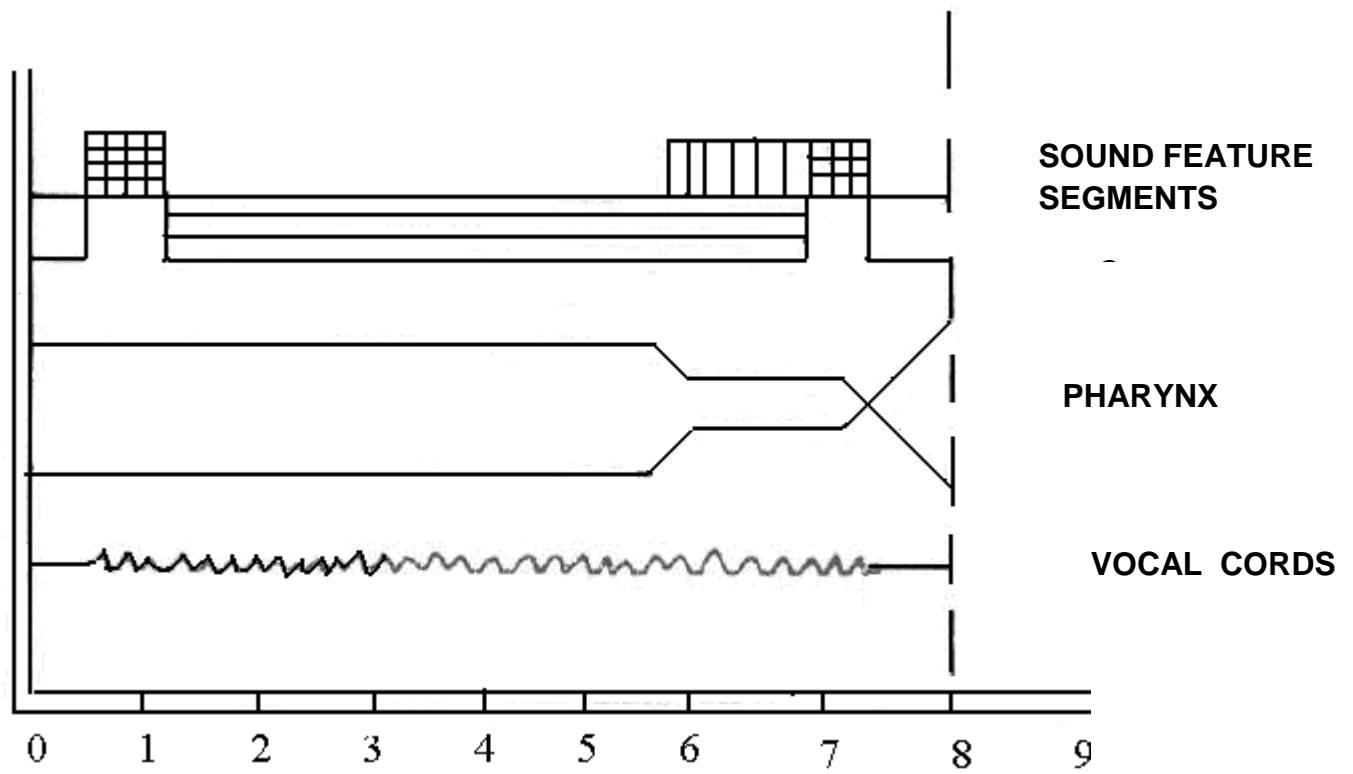 SOUND FEATURE
SEGMENTS
PHARYNX
VOCAL CORDS
0 1 2 3 4 5 6 7 8 9